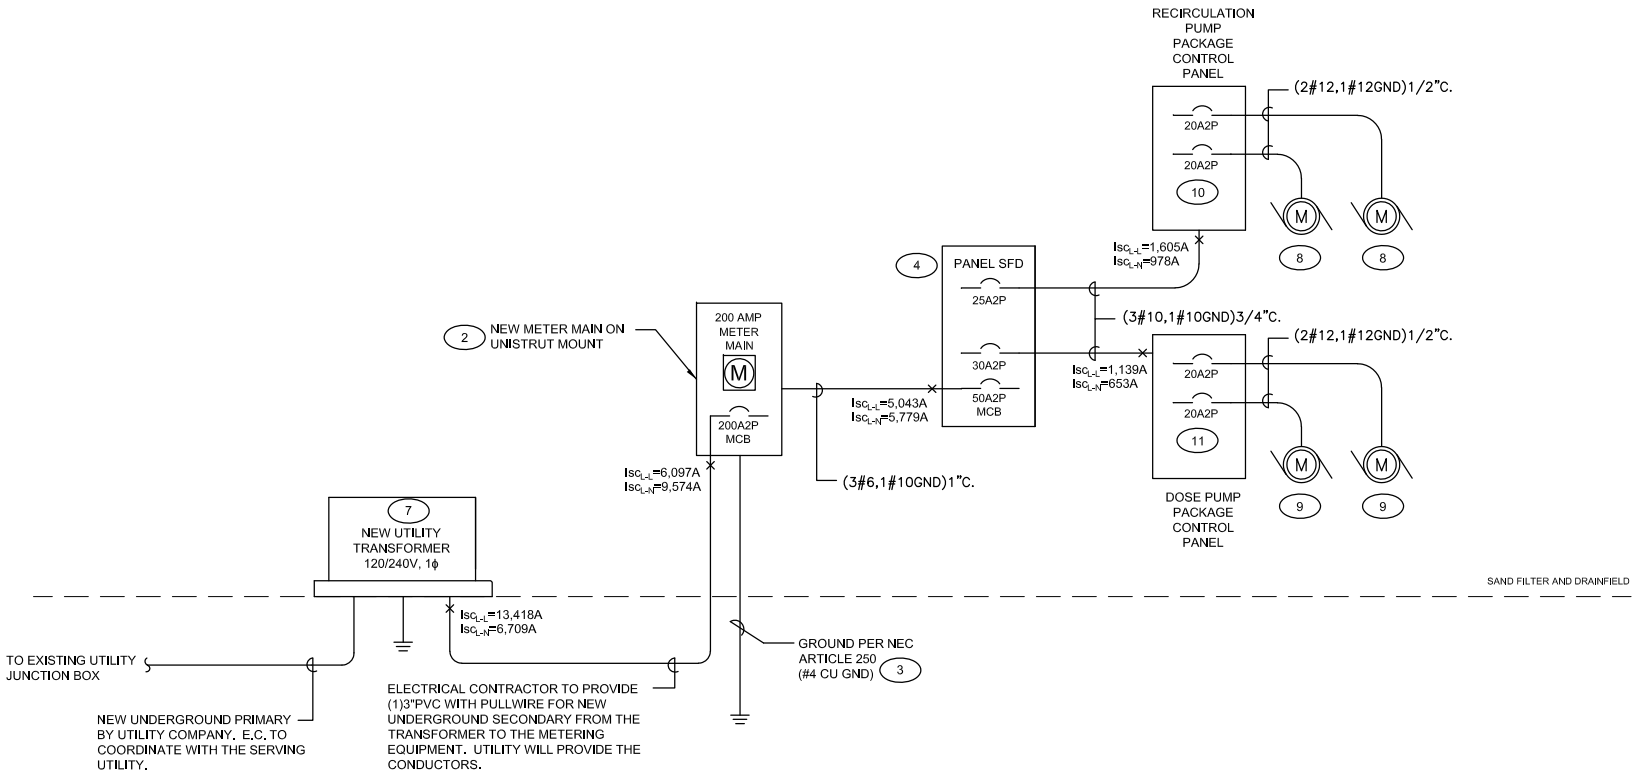 RECIRCULATION
PUMP
PACKAGE
CONTROL
PANEL
(2#12,1#12GND)1/2"C.
20A2P
20A2P
10
M
M
8
8
Isc L-L=1,605A
Isc L-N=978A
4
PANEL SFD
25A2P
30A2P
50A2P
MCB
(3#10,1#10GND)3/4"C.
(2#12,1#12GND)1/2"C.
Isc L-L=1,139A
Isc L-N=653A
20A2P
20A2P
11
M
M
9
9
DOSE PUMP
PACKAGE
CONTROL
PANEL
2
NEW METER MAIN ON
UNISTRUT MOUNT
200 AMP
METER
MAIN
M
200A2P
MCB
Isc L-L=5,043A
Isc L-N=5,779A
(3#6,1#10GND)1"C.
Isc L-L=6,097A
Isc L-N=9,574A
7
NEW UTILITY
TRANSFORMER
120/240V, 1ϕ
SAND FILTER AND DRAINFIELD
Isc L-L=13,418A
Isc L-N=6,709A
GROUND PER NEC
ARTICLE 250
(#4 CU GND)
3
TO EXISTING UTILITY
JUNCTION BOX
NEW UNDERGROUND PRIMARY
BY UTILITY COMPANY. E.C. TO
COORDINATE WITH THE SERVING
UTILITY.
ELECTRICAL CONTRACTOR TO PROVIDE
(1)3"PVC WITH PULLWIRE FOR NEW
UNDERGROUND SECONDARY FROM THE
TRANSFORMER TO THE METERING
EQUIPMENT. UTILITY WILL PROVIDE THE
CONDUCTORS.